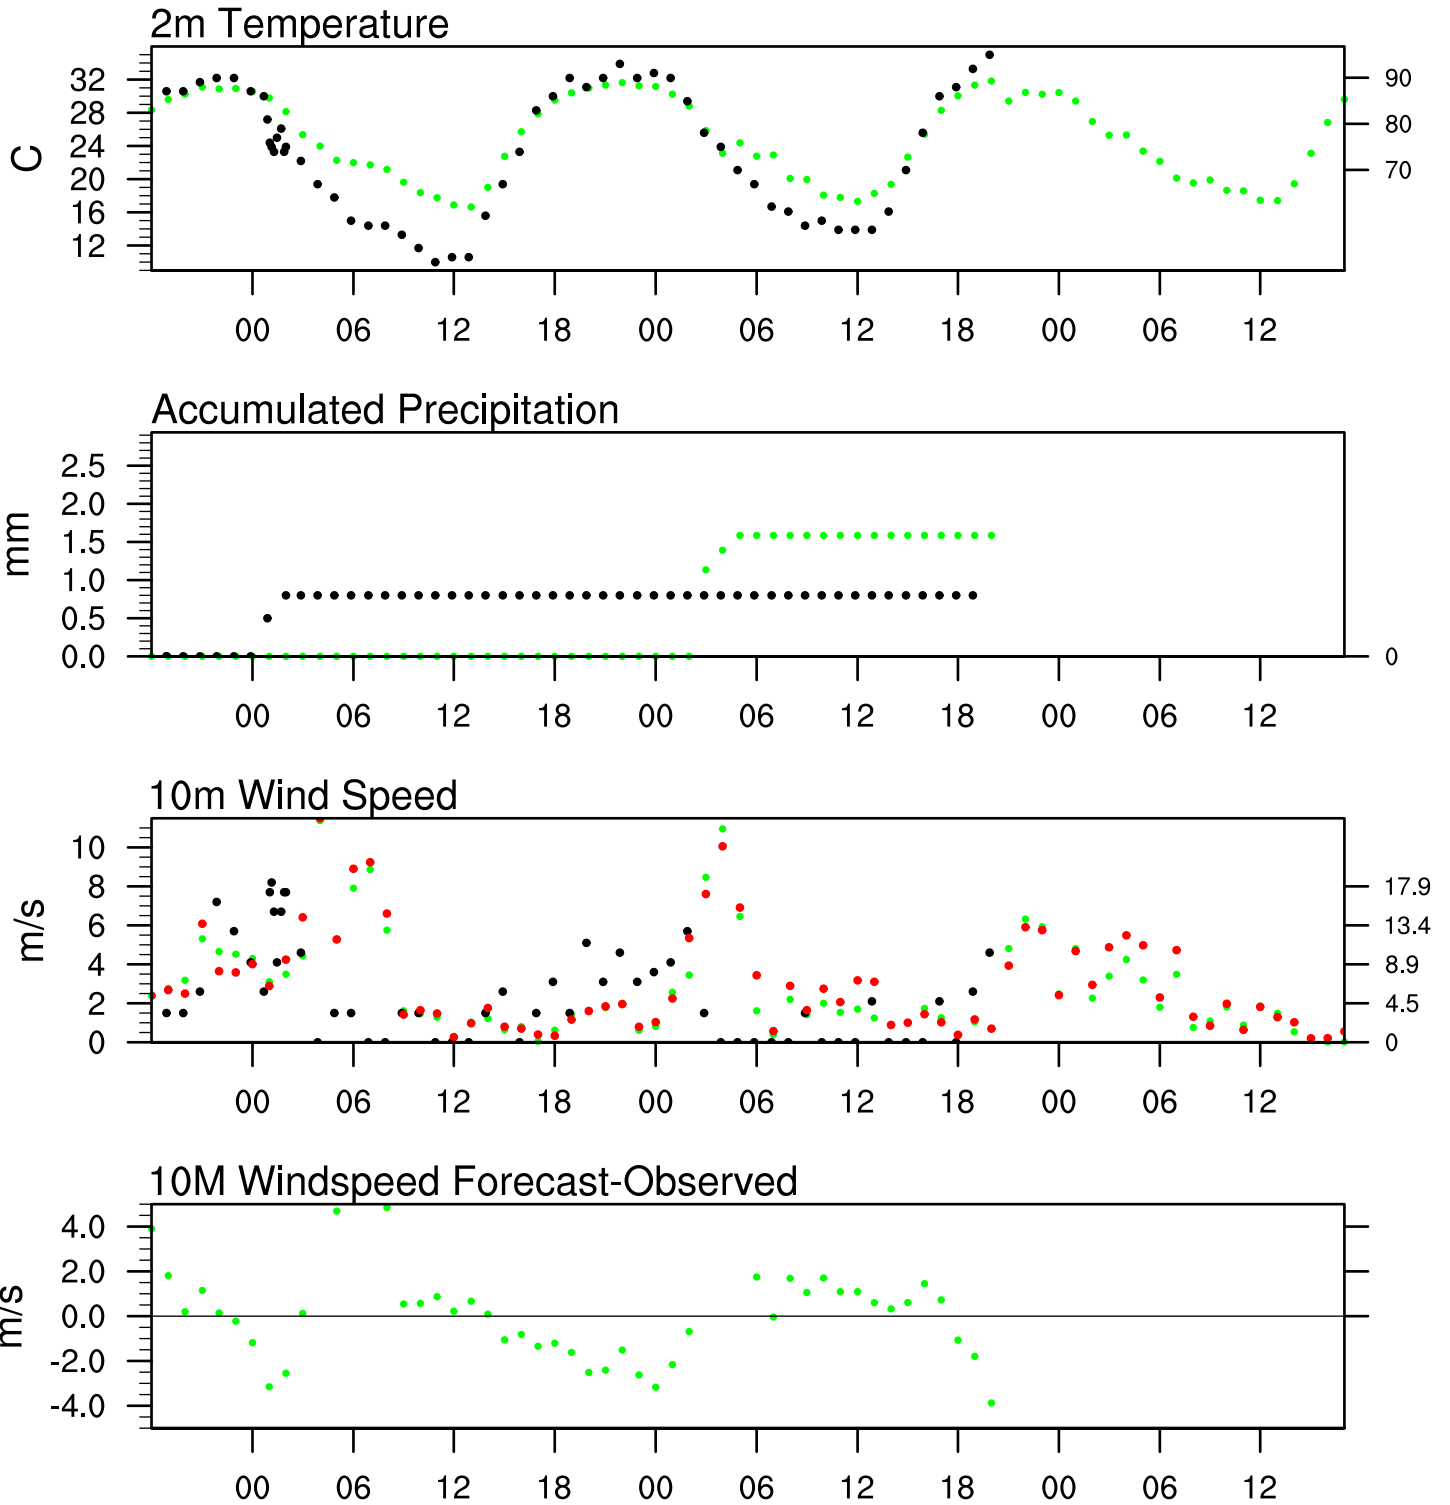 2m Temperature
32
28
24
20
16
12
C
90
80
70
00 06 12 18 00 06 12 18 00 06 12
Accumulated Precipitation
2.5
2.0
1.5
1.0
0.5
0.0
mm
0
00 06 12 18 00 06 12 18 00 06 12
10m Wind Speed
10
8
6
4
2
0
m/s
17.9
13.4
8.9
4.5
0
00 06 12 18 00 06 12 18 00 06 12
10M Windspeed Forecast-Observed
4.0
2.0
0.0
-2.0
-4.0
m/s
00 06 12 18 00 06 12 18 00 06 12